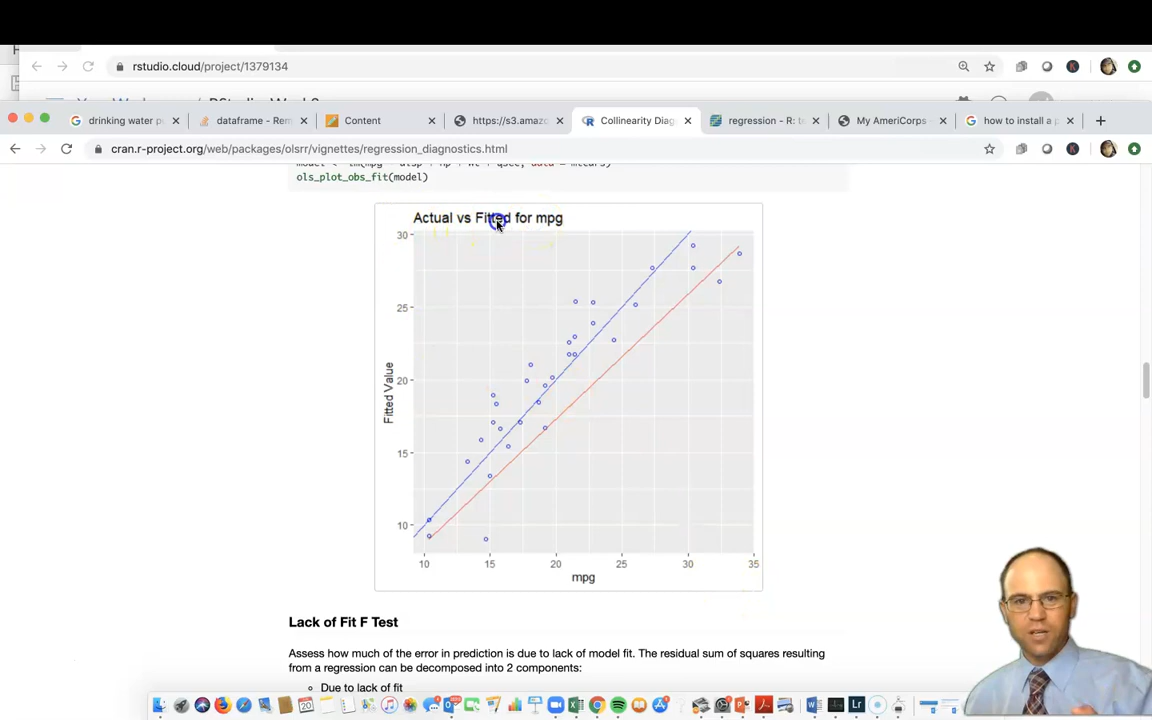 rstudio.cloud/project/1379134
drinking water p
dataframe - Rem
Content
https://s3.amazo
Collinearity Diag
regression - R: t
My AmeriCorps
how to install a p
cran.r-project.org/web/packages/olsrr/vignettes/regression_diagnostics.html
ols_plot_obs_fit(model)
Actual vs Fitted for mpg
30
25
20
15
10
Fitted Value
10 15 20 25 30 35
mpg
Lack of Fit F Test
Assess how much of the error in prediction is due to lack of model fit. The residual sum of squares resulting
from a regression can be decomposed into 2 components:
Due to lack of fit